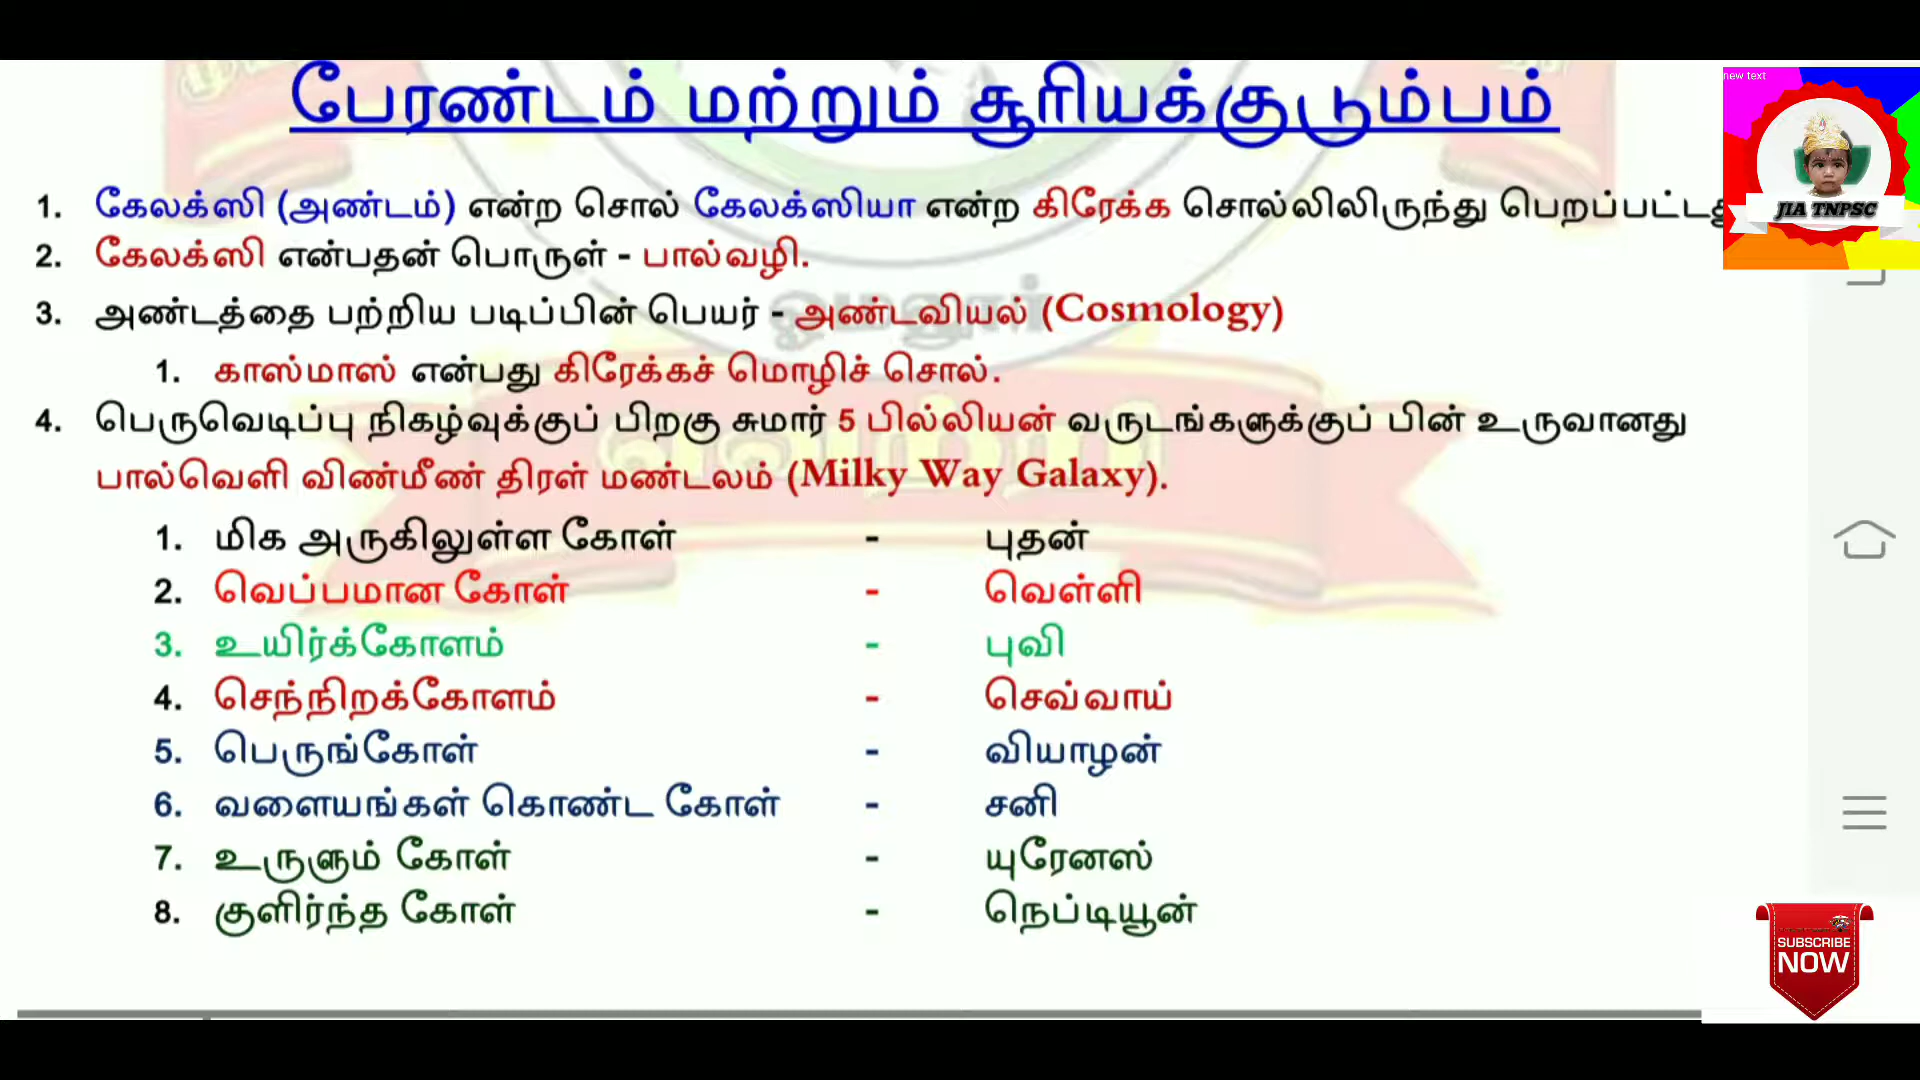 பேரண்டம் மற்றும் சூரியக்குடும்பம்
new text
JIA TNPSC
1. கேலக்ஸி (அண்டம்) என்ற சொல் கேலக்ஸியா என்ற கிரேக்க சொல்லிலிருந்து பெறப்பட்டது
2. கேலக்ஸி என்பதன் பொருள் - பால்வழி.
3. அண்டத்தை பற்றிய படிப்பின் பெயர் - அண்டவியல் (Cosmology)
ஓமலூர்
1. காஸ்மாஸ் என்பது கிரேக்கச் மொழிச் சொல்.
4. பெருவெடிப்பு நிகழ்வுக்குப் பிறகு சுமார் 5 பில்லியன் வருடங்களுக்குப் பின் உருவானது
பால்வெளி விண்மீண் திரள் மண்டலம் (Milky Way Galaxy).
1. மிக அருகிலுள்ள கோள் - புதன்
2. வெப்பமான கோள் - வெள்ளி
3. உயிர்க்கோளம் - புவி
4. செந்நிறக்கோளம் - செவ்வாய்
5. பெருங்கோள் - வியாழன்
6. வளையங்கள் கொண்ட கோள் - சனி
7. உருளும் கோள் - யுரேனஸ்
8. குளிர்ந்த கோள் - நெப்டியூன்
SUBSCRIBE
NOW